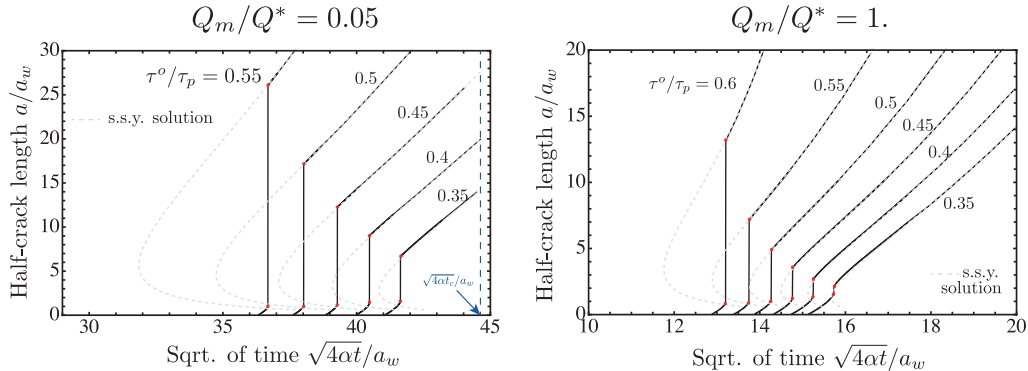 Q_m/Q* = 0.05
Half-crack length a/a_w
30
25
20
15
10
5
0
τ°/τ_p = 0.55
0.5
0.45
0.4
0.35
s.s.y. solution
√4αt_c/a_w
30
35
40
45
Sqrt. of time √4αt/a_w
Q_m/Q* = 1.
Half-crack length a/a_w
20
15
10
5
0
τ°/τ_p = 0.6
0.55
0.5
0.45
0.4
0.35
s.s.y.
solution
10
12
14
16
18
20
Sqrt. of time √4αt/a_w